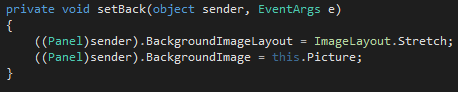 private void setBack(object sender, EventArgs e)
{
    ((Panel)sender).BackgroundImageLayout = ImageLayout.Stretch;
    ((Panel)sender).BackgroundImage = this.Picture;
}